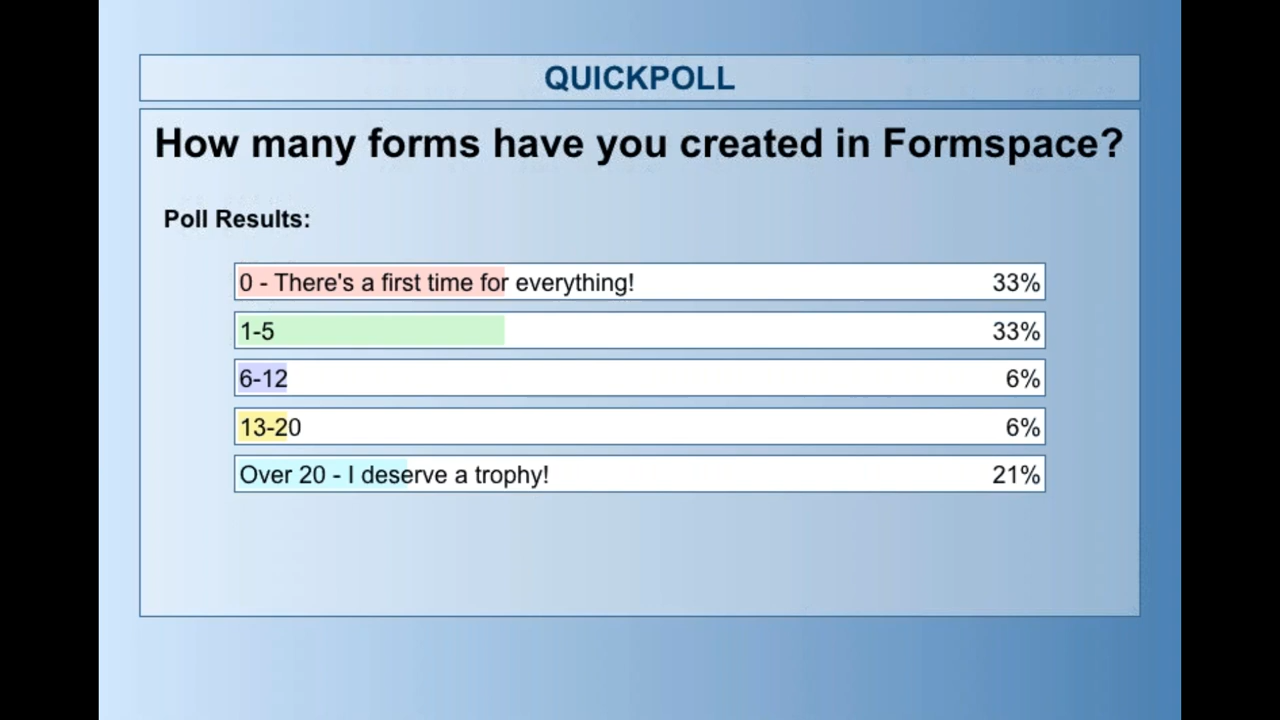 QUICKPOLL
How many forms have you created in Formspace?
Poll Results:
0 - There's a first time for everything! 33%
1-5 33%
6-12 6%
13-20 6%
Over 20 - I deserve a trophy! 21%